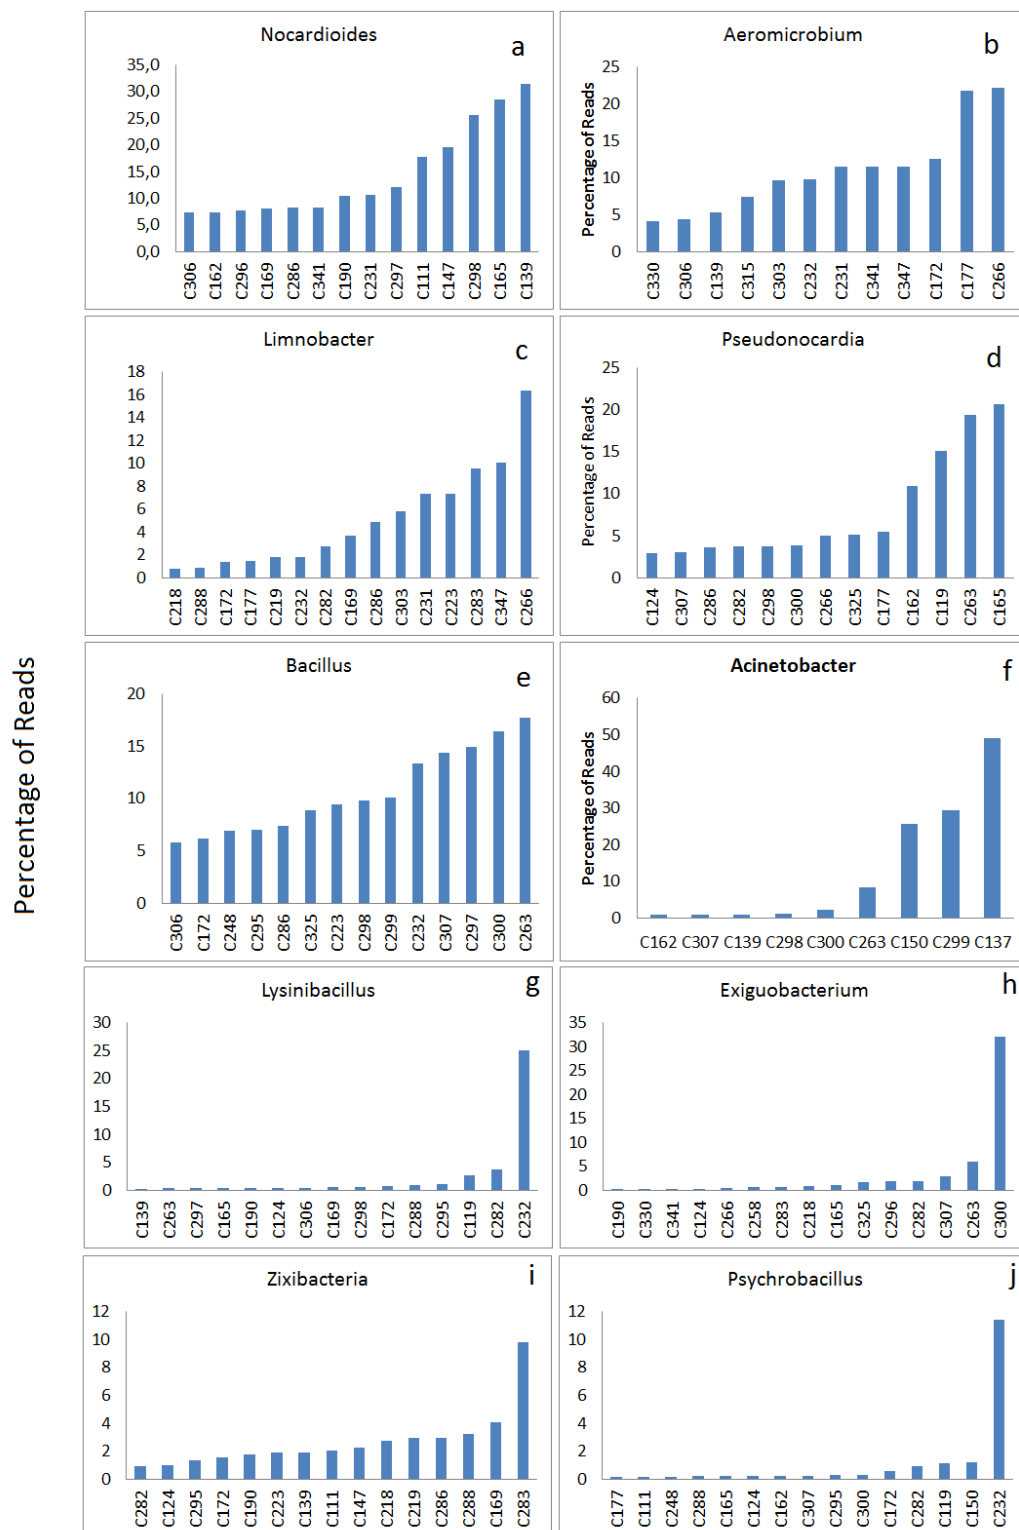 Percentage of Reads
Nocardioides
a
35,0
30,0
25,0
20,0
15,0
10,0
5,0
0,0
C306 C162 C296 C169 C286 C341 C190 C231 C297 C111 C147 C298 C165 C139
Aeromicrobium
b
Percentage of Reads
25
20
15
10
5
0
C330 C306 C139 C315 C303 C232 C231 C341 C347 C172 C177 C266
Limnobacter
c
18
16
14
12
10
8
6
4
2
0
C218 C288 C172 C177 C219 C232 C282 C169 C286 C303 C231 C223 C283 C347 C266
Pseudonocardia
d
Percentage of Reads
25
20
15
10
5
0
C124 C307 C286 C282 C298 C300 C266 C325 C177 C162 C119 C263 C165
Bacillus
e
20
15
10
5
0
C306 C172 C248 C295 C286 C325 C223 C298 C299 C232 C307 C297 C300 C263
Acinetobacter
f
Percentage of Reads
60
50
40
30
20
10
0
C162 C307 C139 C298 C300 C263 C150 C299 C137
Lysinibacillus
g
30
25
20
15
10
5
0
C139 C263 C297 C165 C190 C124 C306 C169 C298 C172 C288 C295 C119 C282 C232
Exiguobacterium
h
35
30
25
20
15
10
5
0
C190 C330 C341 C124 C266 C258 C283 C218 C165 C325 C296 C282 C307 C263 C300
Zixibacteria
i
12
10
8
6
4
2
0
C282 C124 C295 C172 C190 C223 C139 C111 C147 C218 C219 C286 C288 C169 C283
Psychrobacillus
j
12
10
8
6
4
2
0
C177 C111 C248 C288 C165 C124 C162 C307 C295 C300 C172 C282 C119 C150 C232